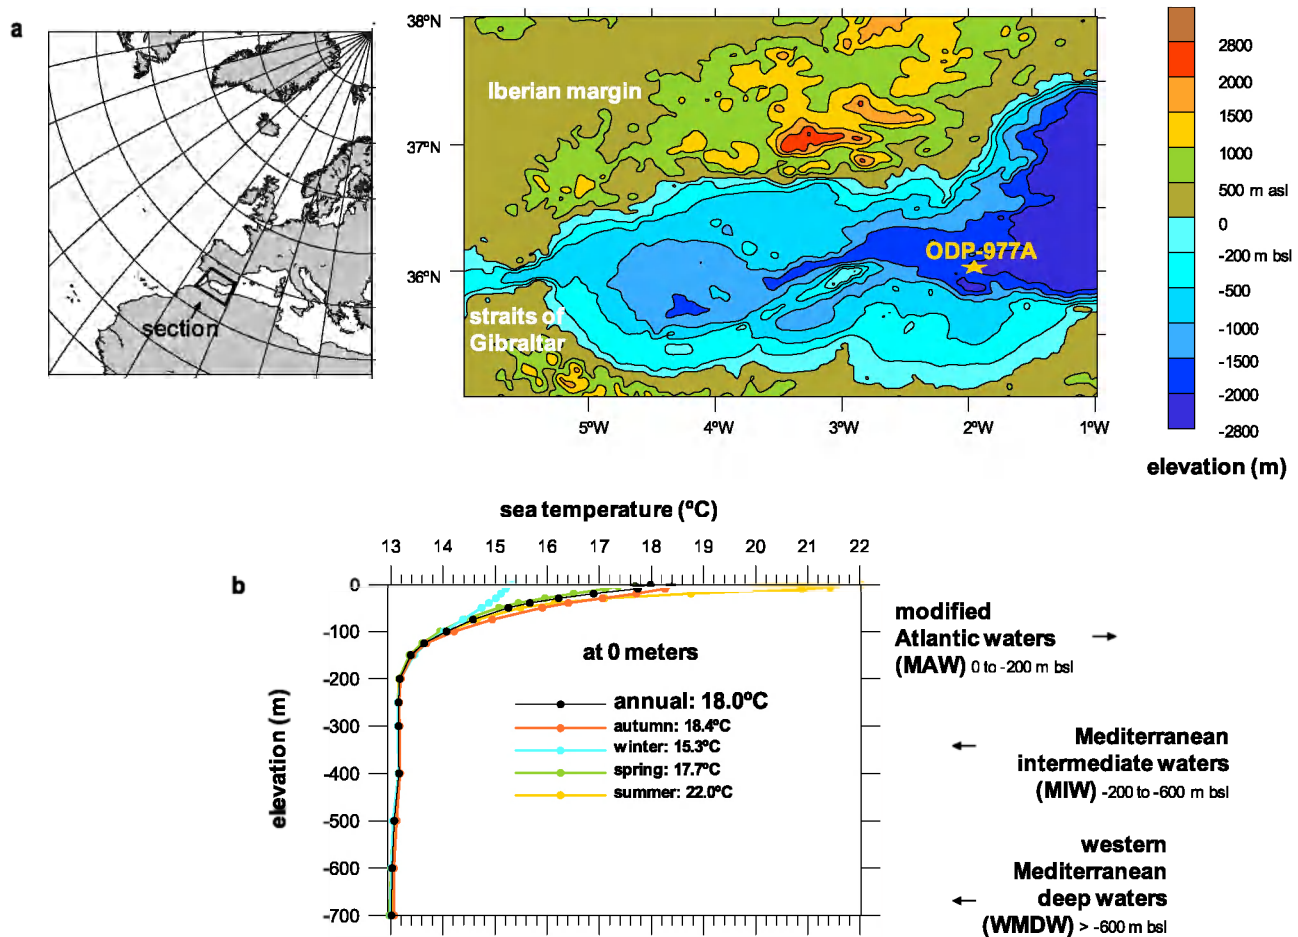 a
section
38ºN
37ºN
36ºN
Iberian margin
ODP-977A
straits of
Gibraltar
5ºW
4ºW
3ºW
2ºW
1ºW
2800
2000
1500
1000
500 m asl
0
-200 m bsl
-500
-1000
-1500
-2000
-2800
elevation (m)
sea temperature (ºC)
13 14 15 16 17 18 19 20 21 22
b
0
-100
-200
-300
-400
-500
-600
-700
elevation (m)
at 0 meters
annual: 18.0ºC
autumn: 18.4ºC
winter: 15.3ºC
spring: 17.7ºC
summer: 22.0ºC
modified
Atlantic waters
(MAW) 0 to -200 m bsl
Mediterranean
intermediate waters
(MIW) -200 to -600 m bsl
western
Mediterranean
deep waters
(WMDW) > -600 m bsl